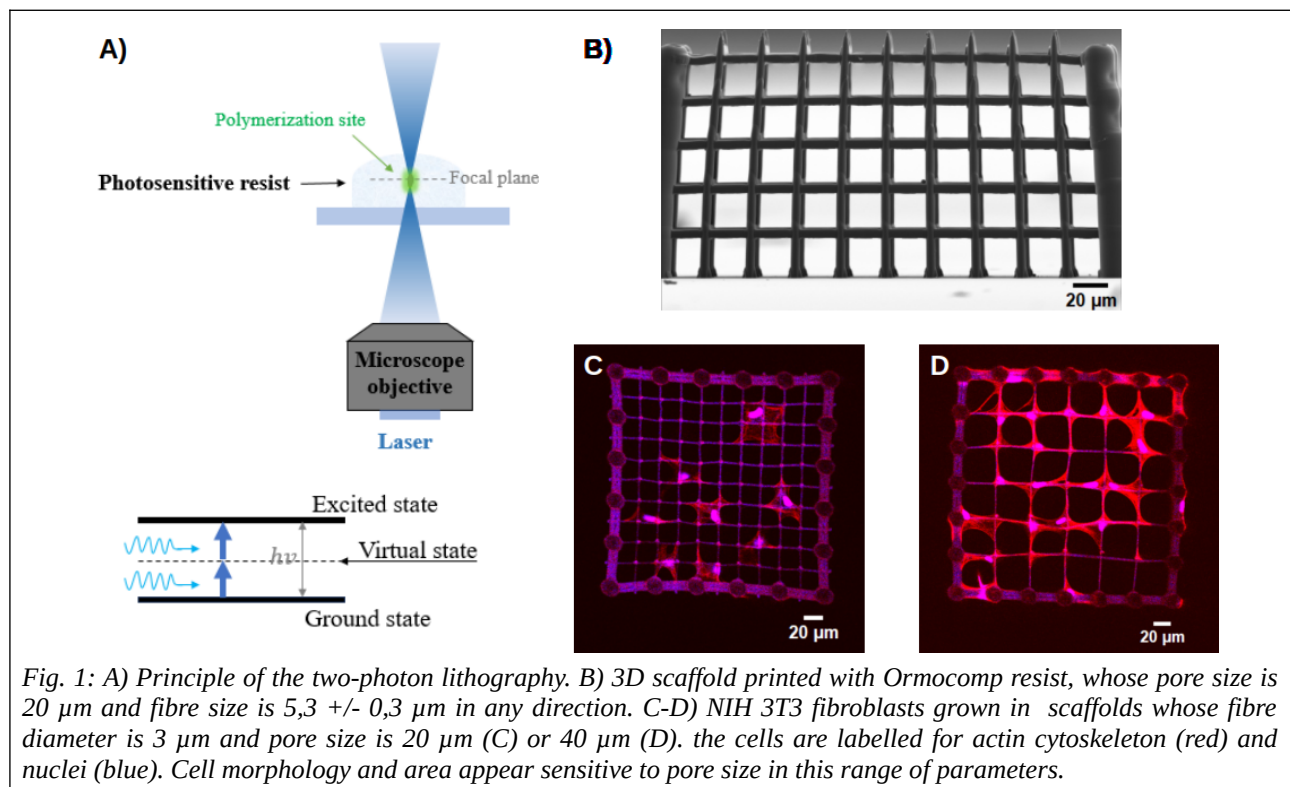 A)
Polymerization site
Photosensitive resist
Focal plane
Microscope
objective
Laser
Excited state
hν
Virtual state
Ground state
B)
20 µm
C
20 µm
D
20 µm
Fig. 1: A) Principle of the two-photon lithography. B) 3D scaffold printed with Ormocomp resist, whose pore size is
20 µm and fibre size is 5,3 +/- 0,3 µm in any direction. C-D) NIH 3T3 fibroblasts grown in scaffolds whose fibre
diameter is 3 µm and pore size is 20 µm (C) or 40 µm (D). the cells are labelled for actin cytoskeleton (red) and
nuclei (blue). Cell morphology and area appear sensitive to pore size in this range of parameters.